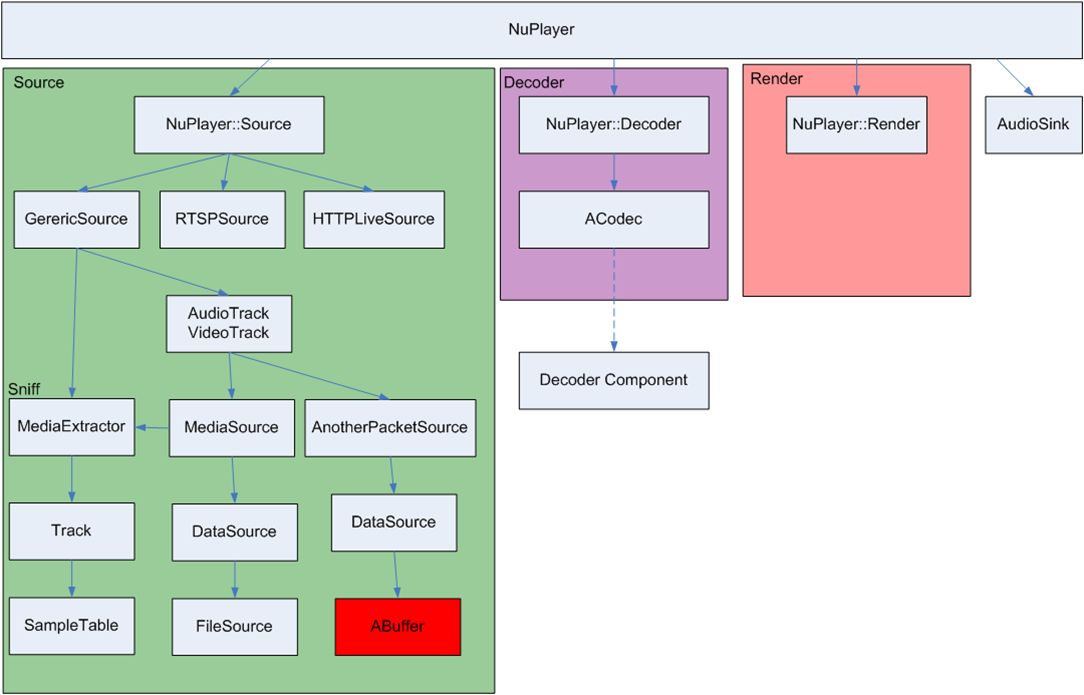 NuPlayer
Source
Decoder
Render
NuPlayer::Source
NuPlayer::Decoder
NuPlayer::Render
AudioSink
GerericSource
RTSPSource
HTTPLiveSource
ACodec
AudioTrack
VideoTrack
Decoder Component
Sniff
MediaExtractor
MediaSource
AnotherPacketSource
Track
DataSource
DataSource
SampleTable
FileSource
ABuffer